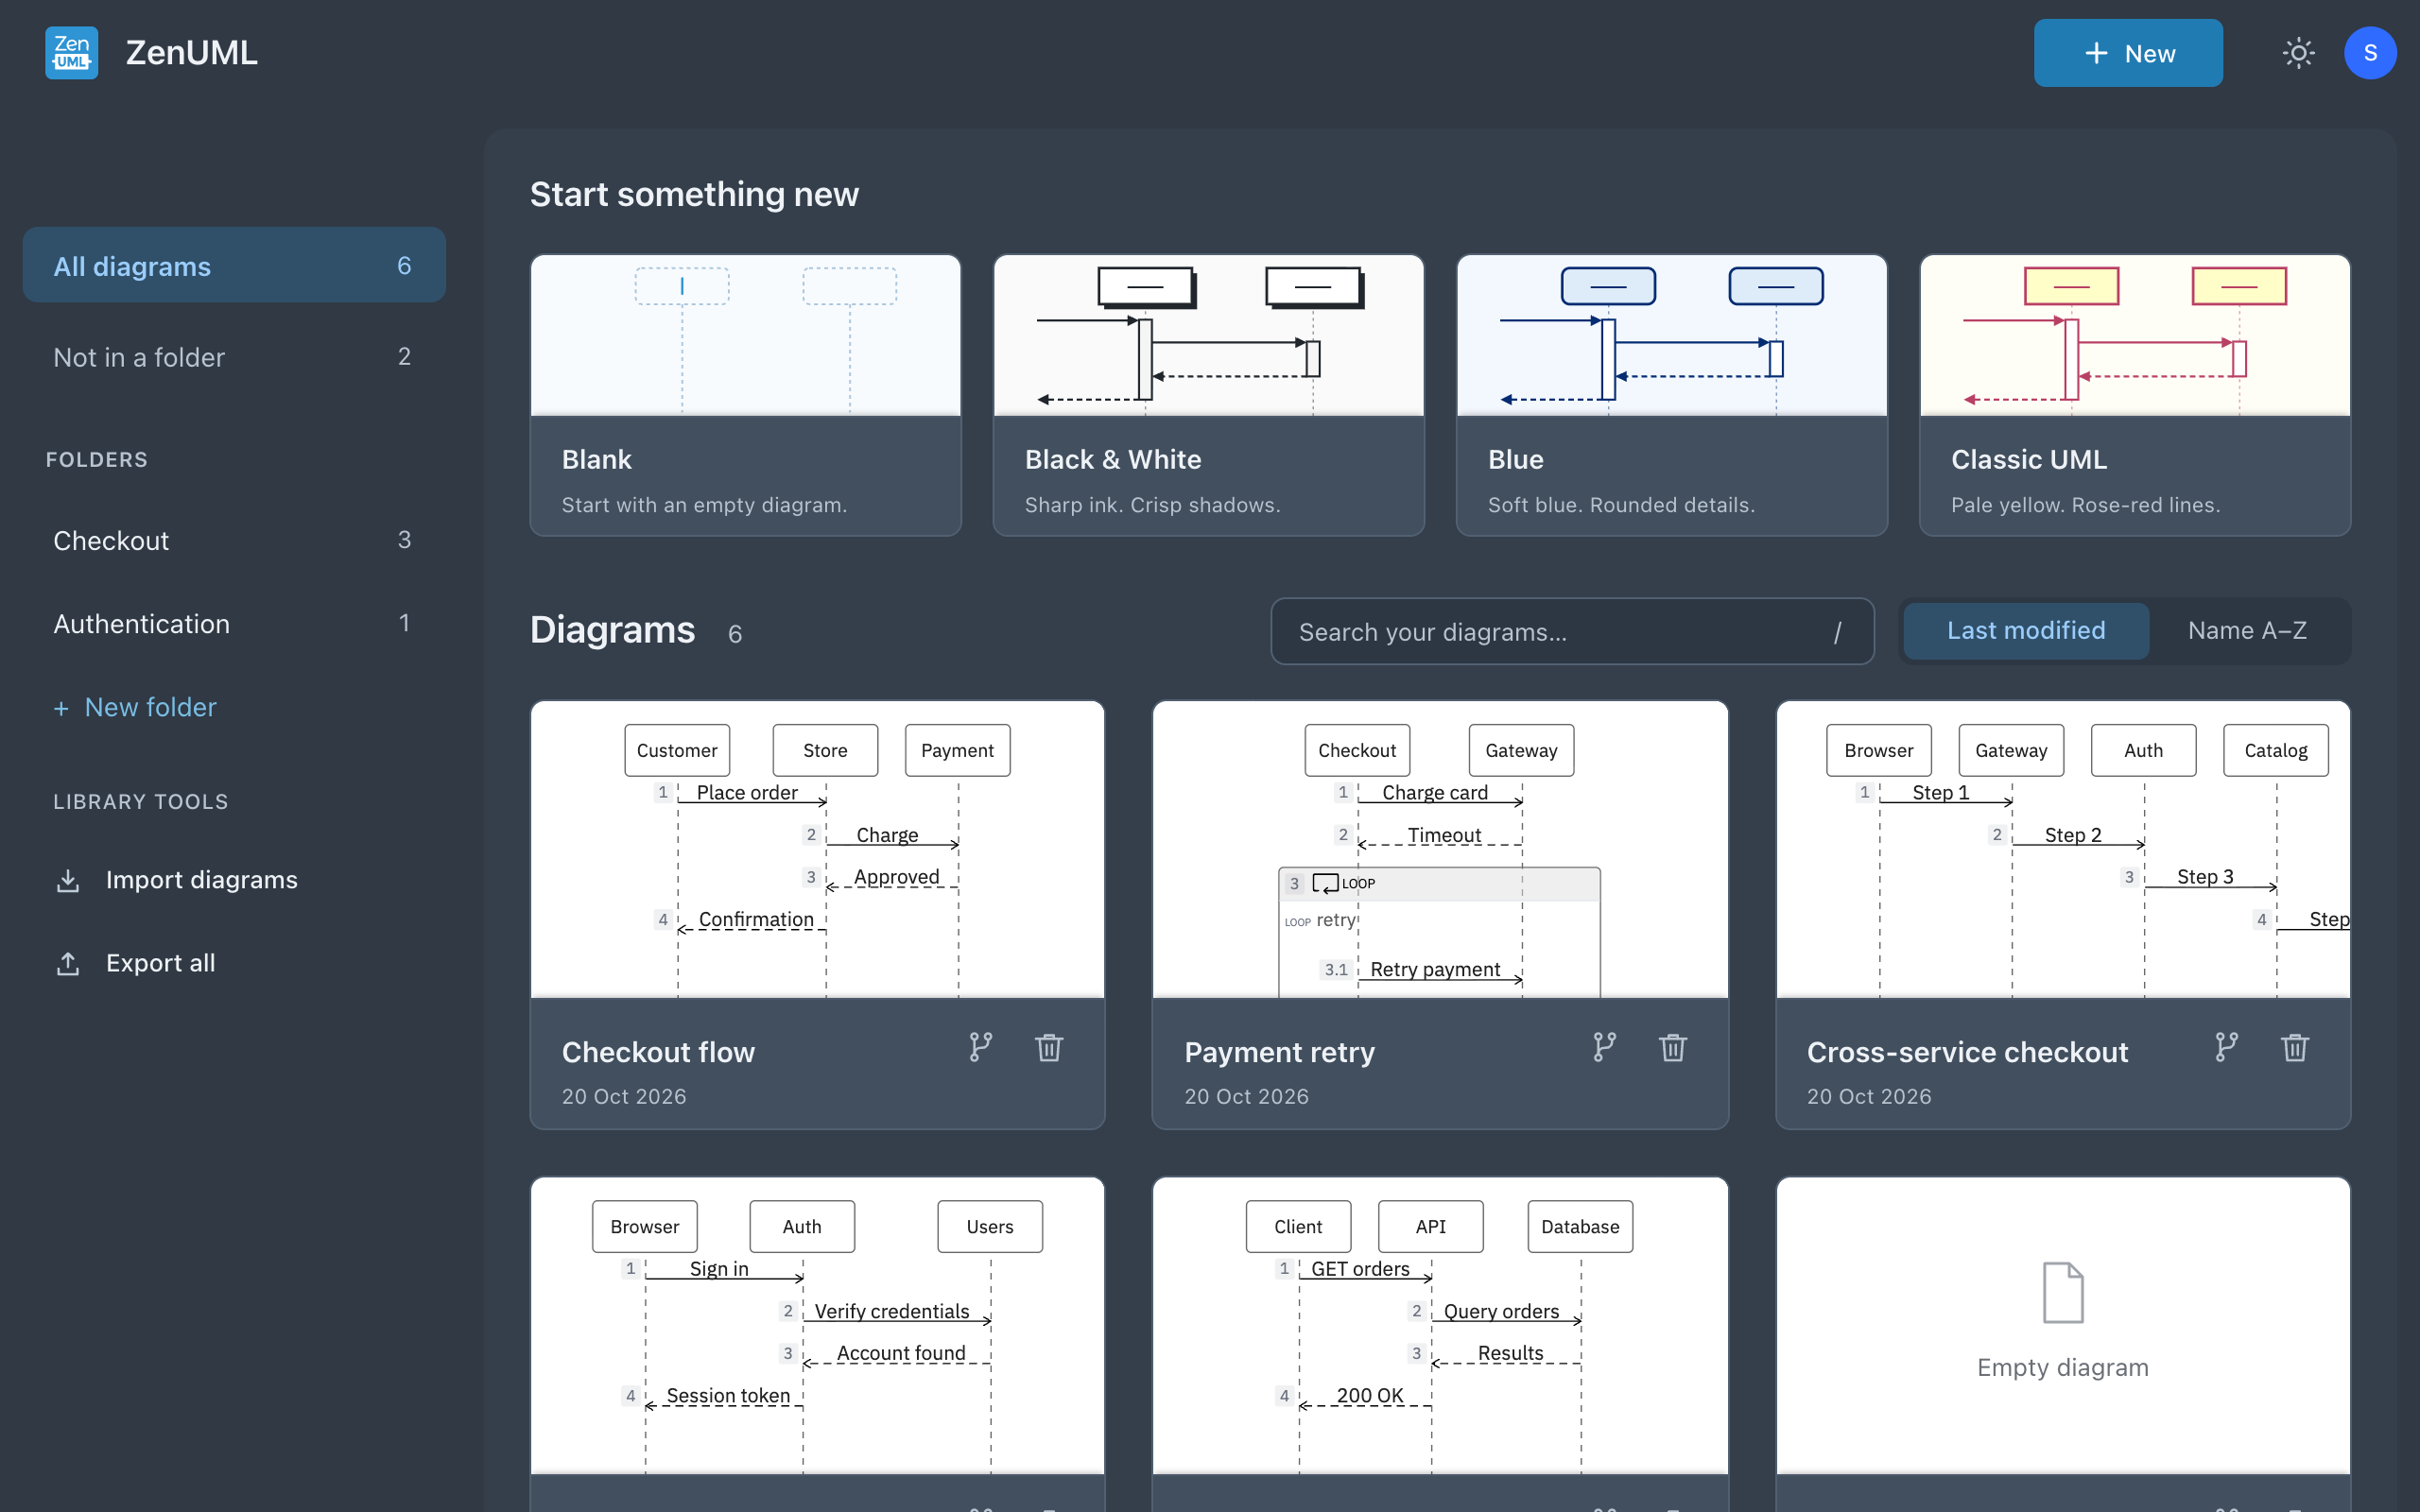 Zen
UML
ZenUML
+ New
S
All diagrams 6
Not in a folder 2
FOLDERS
Checkout 3
Authentication 1
+ New folder
LIBRARY TOOLS
Import diagrams
Export all
Start something new
Blank
Start with an empty diagram.
Black & White
Sharp ink. Crisp shadows.
Blue
Soft blue. Rounded details.
Classic UML
Pale yellow. Rose-red lines.
Diagrams 6
Search your diagrams... /
Last modified
Name A–Z
Customer Store Payment
1 Place order
2 Charge
3 Approved
4 Confirmation
Checkout flow
20 Oct 2026
Checkout Gateway
1 Charge card
2 Timeout
3 LOOP
LOOP retry
3.1 Retry payment
Payment retry
20 Oct 2026
Browser Gateway Auth Catalog
1 Step 1
2 Step 2
3 Step 3
4 Step
Cross-service checkout
20 Oct 2026
Browser Auth Users
1 Sign in
2 Verify credentials
3 Account found
4 Session token
Client API Database
1 GET orders
2 Query orders
3 Results
4 200 OK
Empty diagram